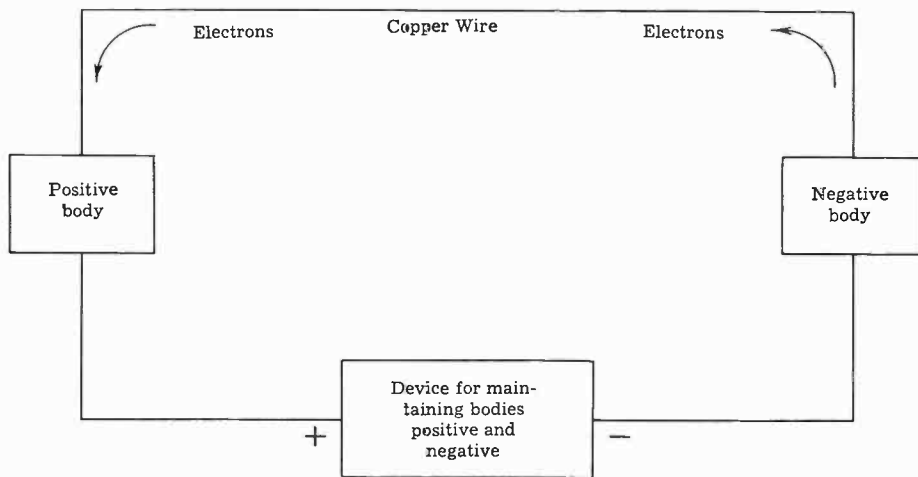 Electrons
Copper Wire
Electrons
Positive
body
Negative
body
Device for main-
taining bodies
positive and
negative
+
−